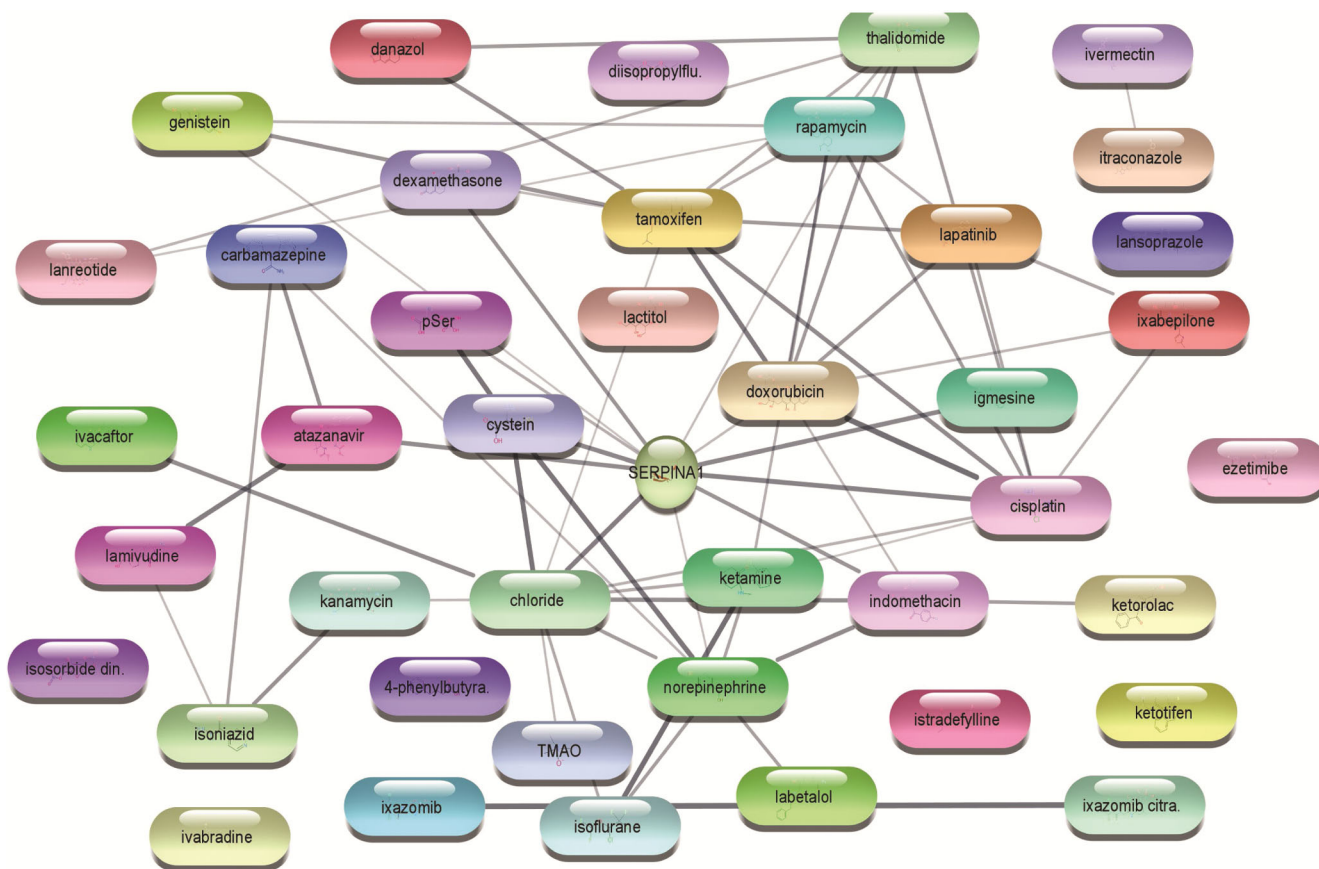 thalidomide
danazol
ivermectin
diisopropylflu.
genistein
rapamycin
itraconazole
dexamethasone
tamoxifen
lapatinib
lansoprazole
carbamazepine
lanreotide
ixabepilone
pSer
lactitol
doxorubicin
igmesine
cystein
ivacaftor
atazanavir
ezetimibe
SERPINA1
cisplatin
lamivudine
ketamine
chloride
kanamycin
indomethacin
ketorolac
isosorbide din.
4-phenylbutyra.
norepinephrine
istradefylline
ketotifen
isoniazid
TMAO
labetalol
ixazomib
ixazomib citra.
isoflurane
ivabradine